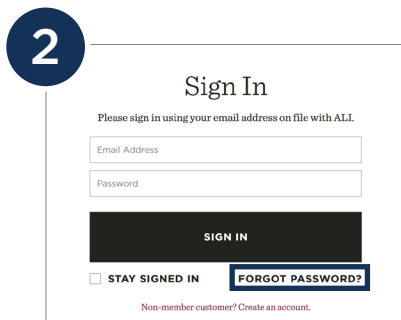 2
Sign In
Please sign in using your email address on file with ALI.
Email Address
Password
SIGN IN
STAY SIGNED IN FORGOT PASSWORD?
Non-member customer? Create an account.